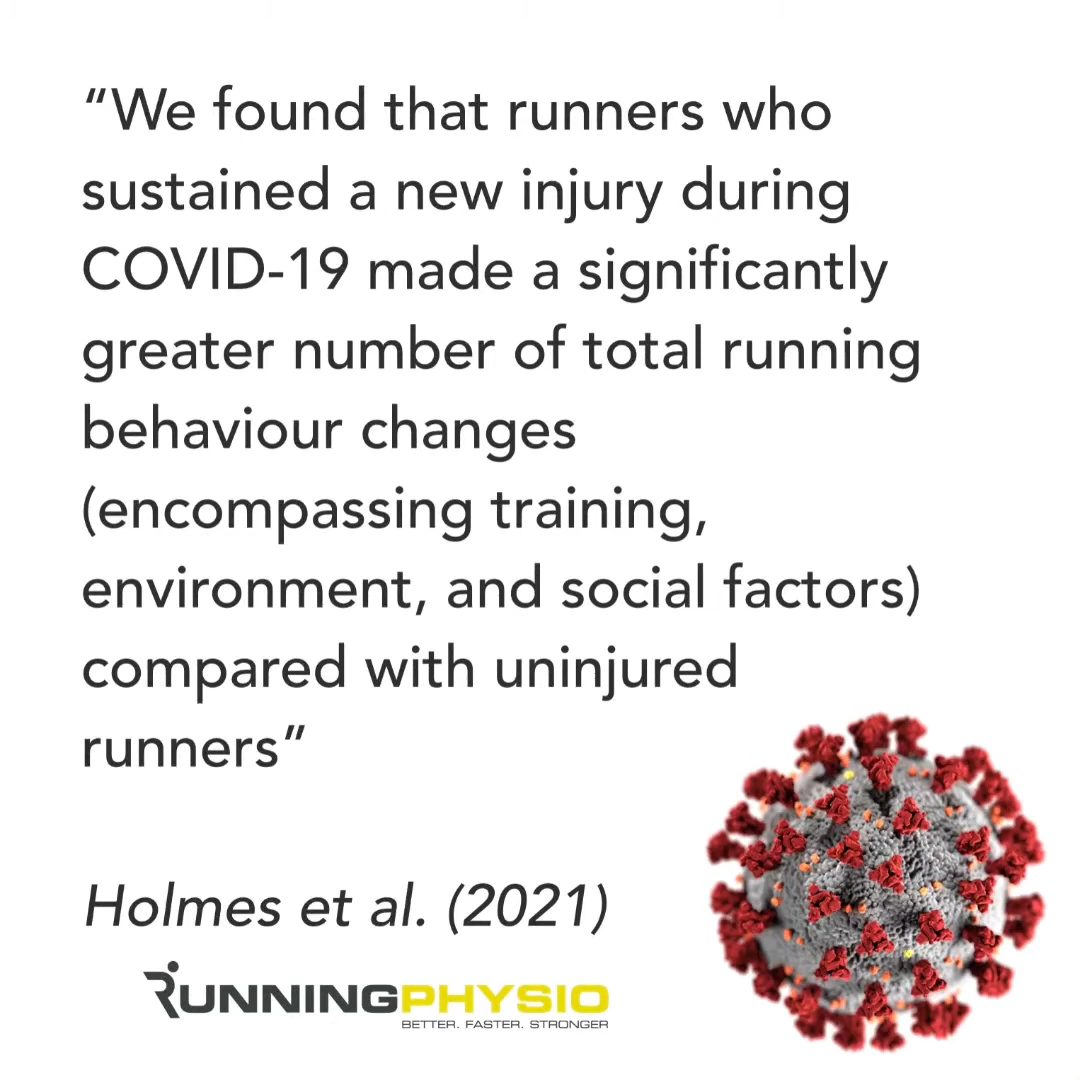 “We found that runners who
sustained a new injury during
COVID-19 made a significantly
greater number of total running
behaviour changes
(encompassing training,
environment, and social factors)
compared with uninjured
runners”
Holmes et al. (2021)
RUNNINGPHYSIO
BETTER. FASTER. STRONGER